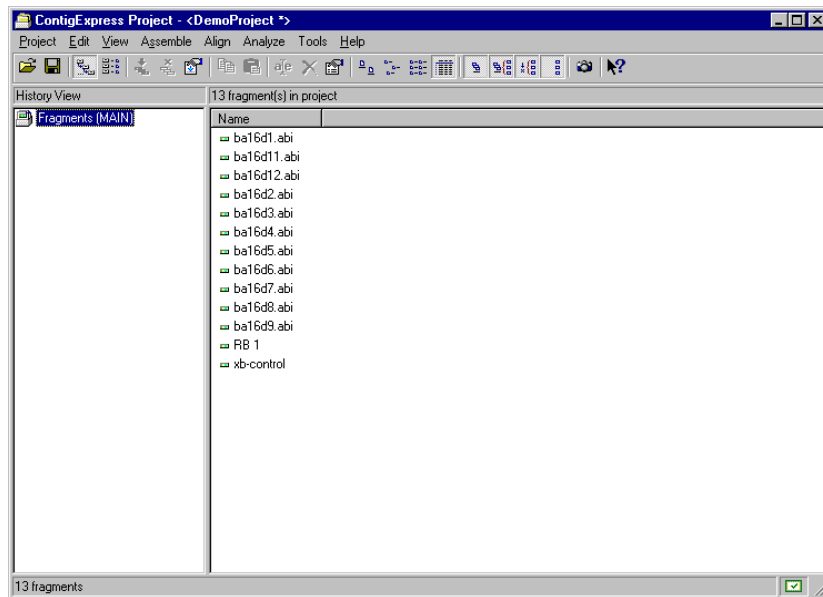 ContigExpress Project - <DemoProject *>
Project Edit View Assemble Align Analyze Tools Help
History View
13 fragment(s) in project
Fragments (MAIN)
Name
ba16d1.abi
ba16d11.abi
ba16d12.abi
ba16d2.abi
ba16d3.abi
ba16d4.abi
ba16d5.abi
ba16d6.abi
ba16d7.abi
ba16d8.abi
ba16d9.abi
RB 1
xb-control
13 fragments